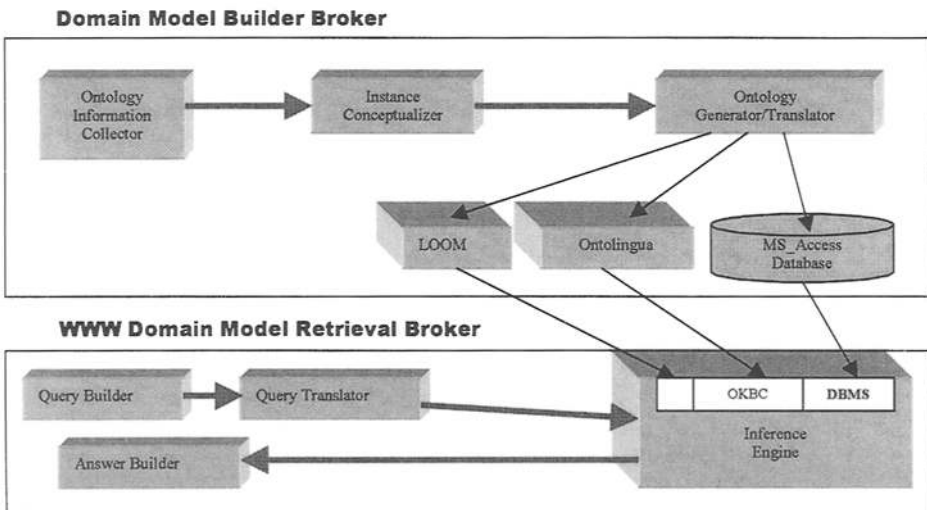 Domain Model Builder Broker
Ontology
Information
Collector
Instance
Conceptualizer
Ontology
Generator/Translator
LOOM
Ontolingua
MS_Access
Database
WWW Domain Model Retrieval Broker
Query Builder
Query Translator
OKBC
DBMS
Inference
Engine
Answer Builder